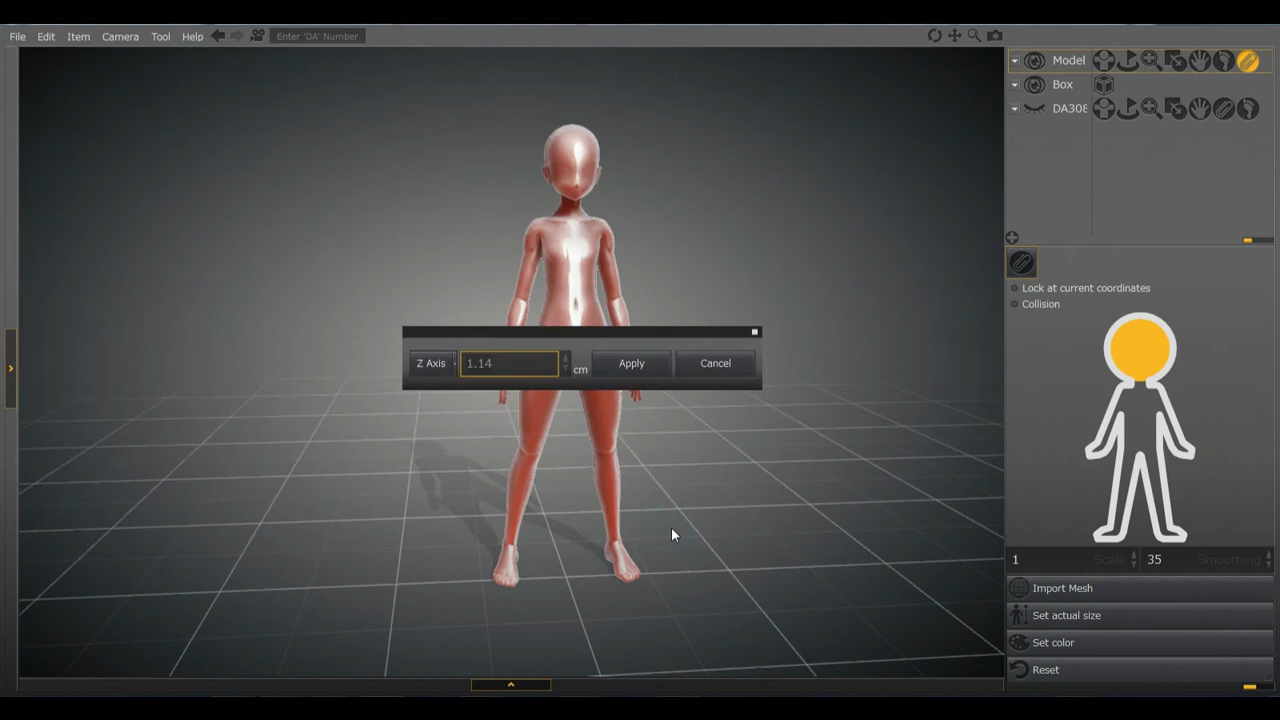 File Edit Item Camera Tool Help Enter 'DA' Number
Model
Box
DA308
Lock at current coordinates
Collision
Z Axis 1.14 cm Apply Cancel
1 Scale 35 Smoothing
Import Mesh
Set actual size
Set color
Reset